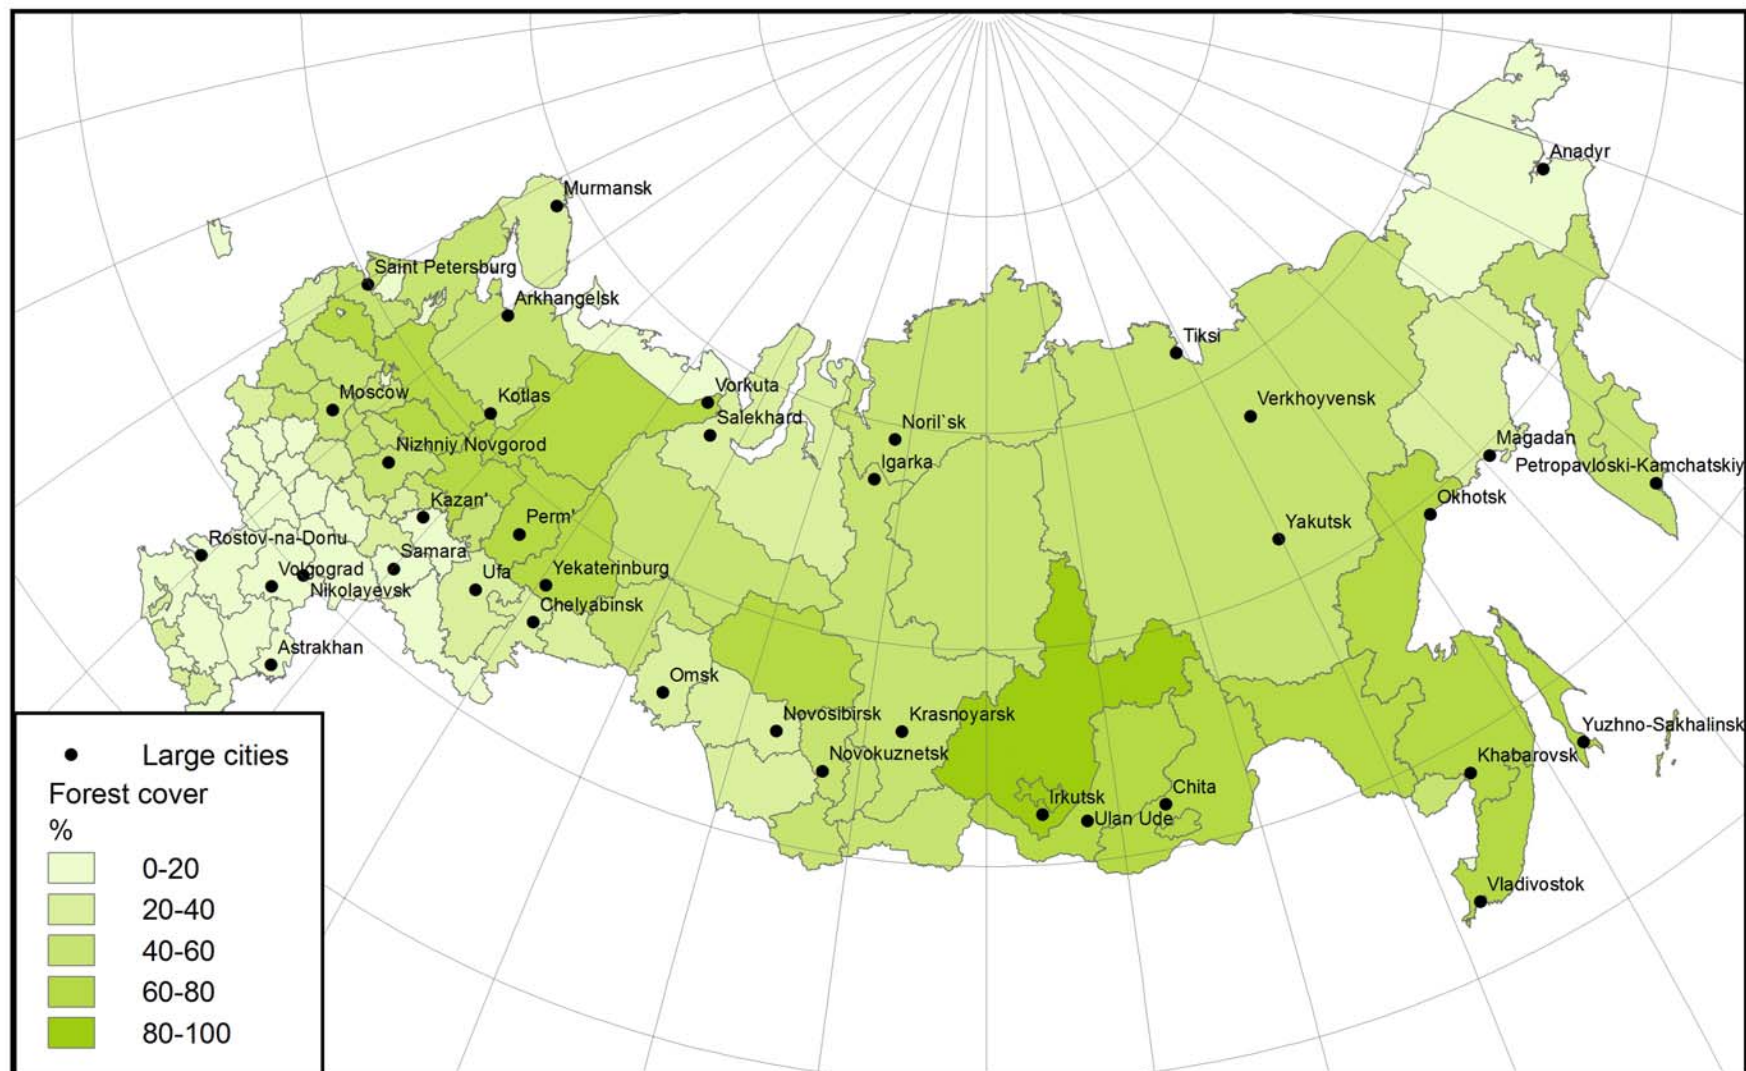 Anadyr
Murmansk
Saint Petersburg
Arkhangelsk
Tiksi
Vorkuta
Kotlas
Moscow
Verkhoyvensk
Salekhard
Noril`sk
Magadan
Nizhniy Novgorod
Igarka
Petropavloski-Kamchatskiy
Okhotsk
Kazan'
Perm'
Yakutsk
Rostov-na-Donu
Samara
Volgograd
Ufa
Yekaterinburg
Nikolayevsk
Chelyabinsk
Astrakhan
Omsk
Novosibirsk
Krasnoyarsk
Yuzhno-Sakhalinsk
Novokuznetsk
Khabarovsk
Chita
Irkutsk
Ulan Ude
Vladivostok
Large cities
Forest cover
%
0-20
20-40
40-60
60-80
80-100